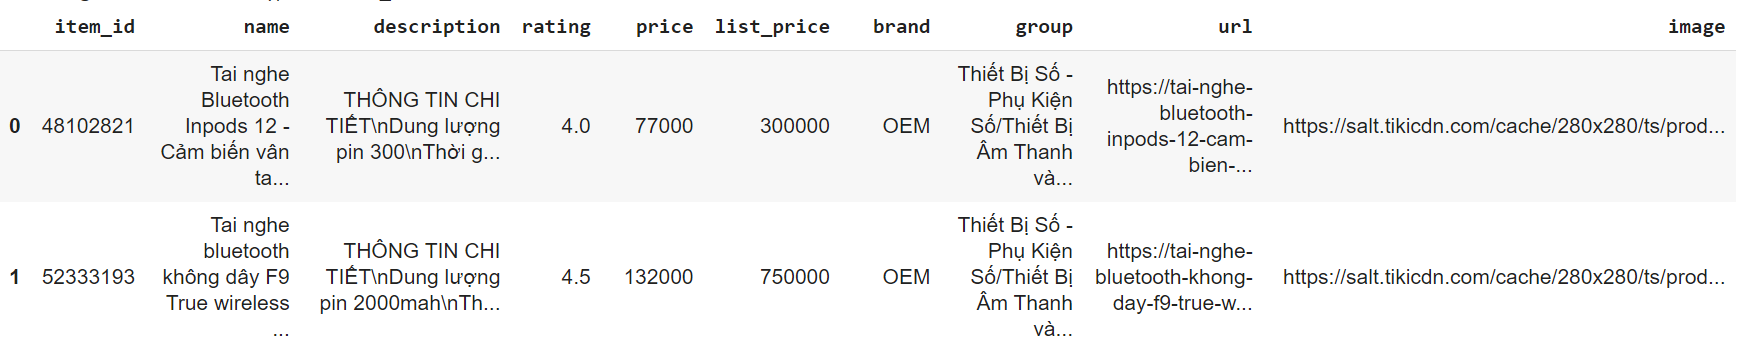 item_id name description rating price list_price brand group url image
0 48102821 Tai nghe Bluetooth Inpods 12 - Cảm biến vân ta... THÔNG TIN CHI TIẾT\nDung lượng pin 300\nThời g... 4.0 77000 300000 OEM Thiết Bị Số - Phụ Kiện Số/Thiết Bị Âm Thanh và... https://tai-nghe-bluetooth-inpods-12-cam-bien-... https://salt.tikicdn.com/cache/280x280/ts/prod...
1 52333193 Tai nghe bluetooth không dây F9 True wireless ... THÔNG TIN CHI TIẾT\nDung lượng pin 2000mah\nTh... 4.5 132000 750000 OEM Thiết Bị Số - Phụ Kiện Số/Thiết Bị Âm Thanh và... https://tai-nghe-bluetooth-khong-day-f9-true-w... https://salt.tikicdn.com/cache/280x280/ts/prod...